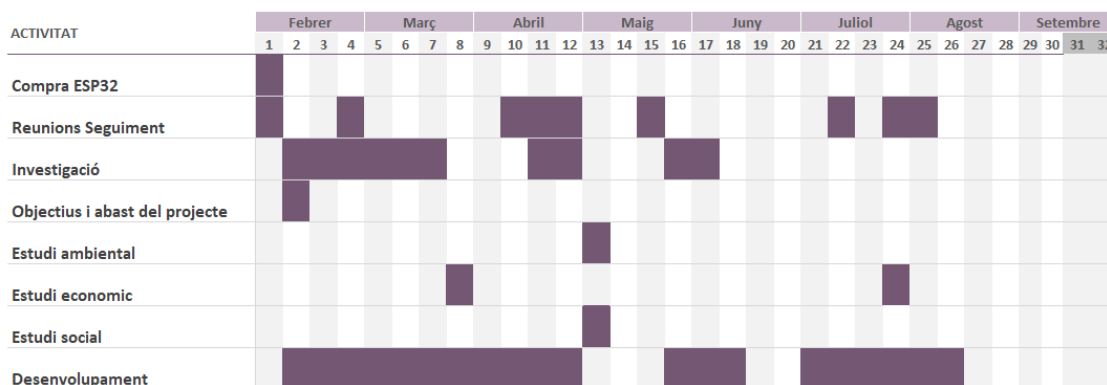 ACTIVITAT
Febrer Març Abril Maig Juny Juliol Agost Setembre
1 2 3 4 5 6 7 8 9 10 11 12 13 14 15 16 17 18 19 20 21 22 23 24 25 26 27 28 29 30 31 32
Compra ESP32
Reunions Seguiment
Investigació
Objectius i abast del projecte
Estudi ambiental
Estudi economic
Estudi social
Desenvolupament